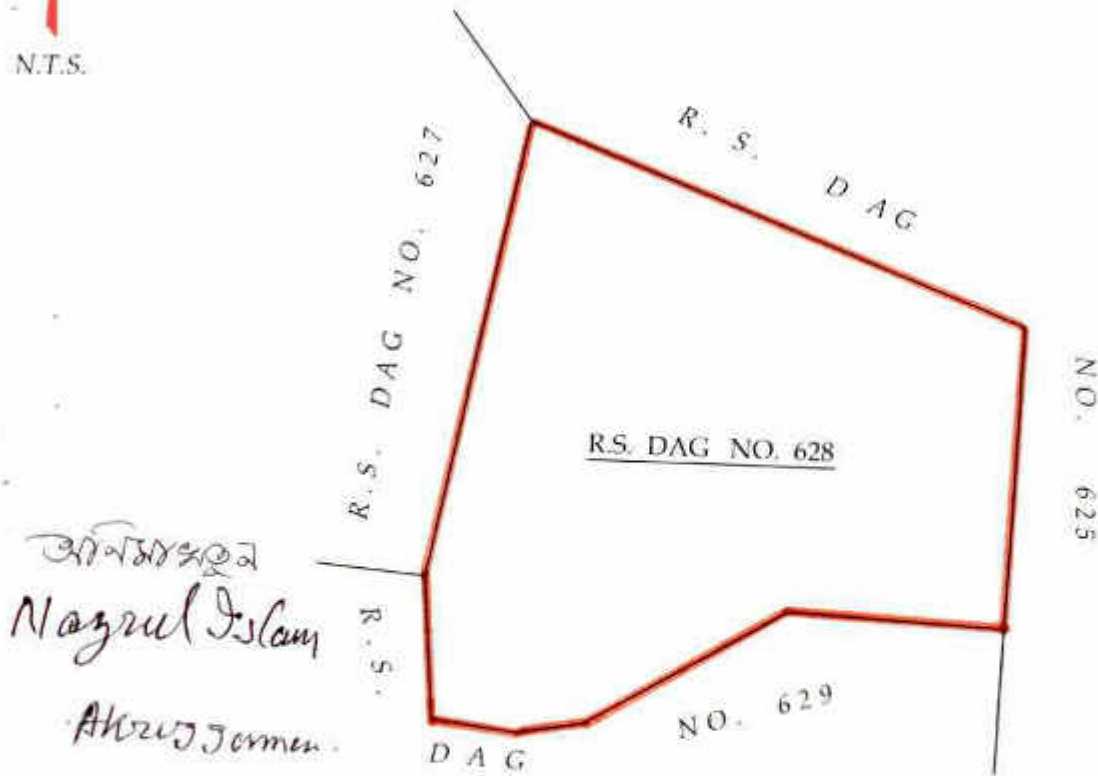 N.T.S.
R.S. DAG NO. 627
R. S. DAG
NO. 625
R.S. DAG NO. 628
Nazrul Islam
R.S.
DAG
NO. 629